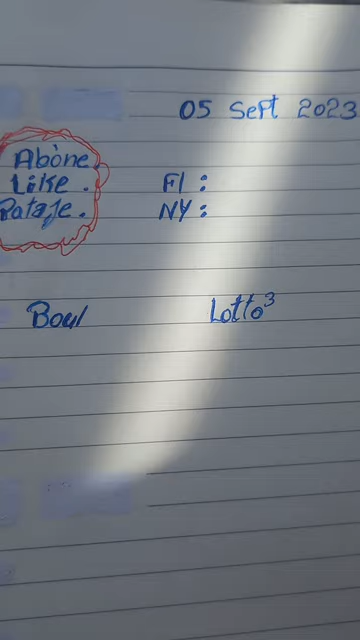 05 Sept 2023
Abòne.
Like.
Pataje.
Fl :
NY :
Boul
Lotto³